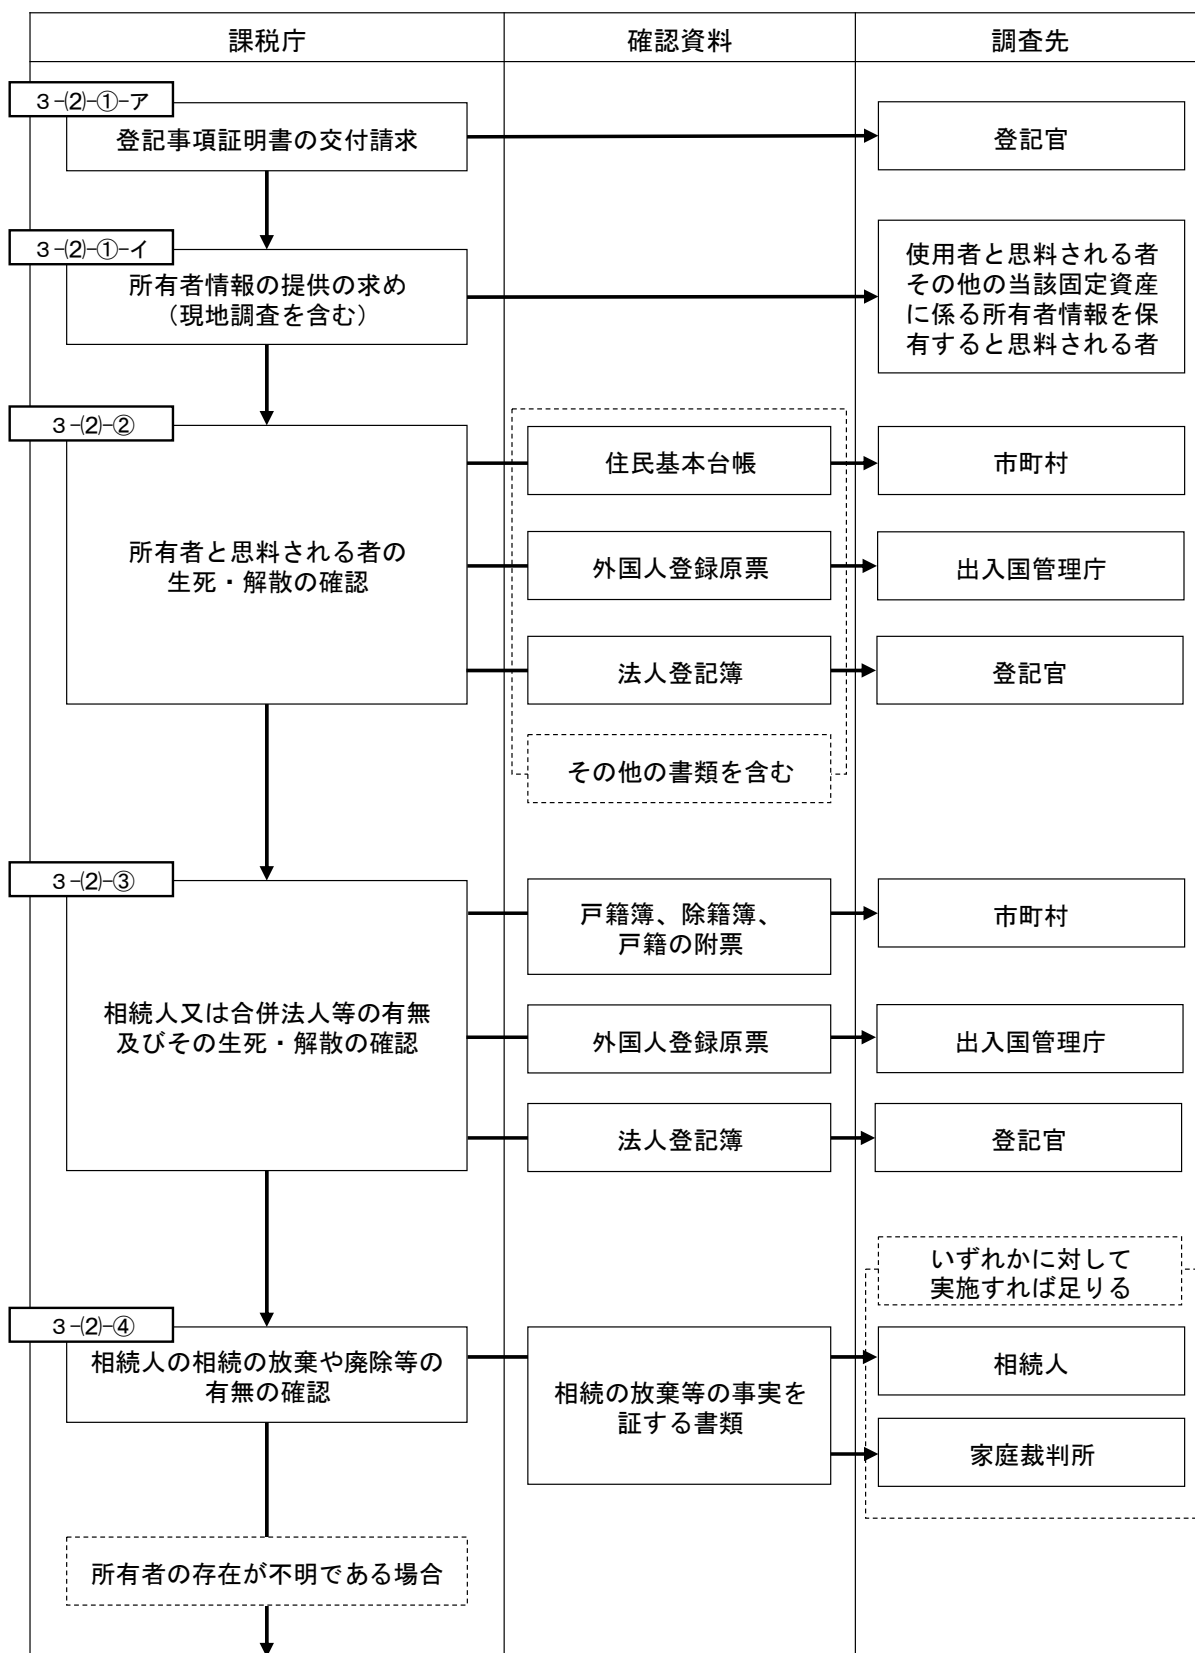 課税庁
確認資料
調査先
3-⑵-①-ア
登記事項証明書の交付請求
登記官
3-⑵-①-イ
所有者情報の提供の求め
（現地調査を含む）
使用者と思料される者
その他の当該固定資産
に係る所有者情報を保
有すると思料される者
3-⑵-②
所有者と思料される者の
生死・解散の確認
住民基本台帳
市町村
外国人登録原票
出入国管理庁
法人登記簿
登記官
その他の書類を含む
3-⑵-③
相続人又は合併法人等の有無
及びその生死・解散の確認
戸籍簿、除籍簿、
戸籍の附票
市町村
外国人登録原票
出入国管理庁
法人登記簿
登記官
いずれかに対して
実施すれば足りる
3-⑵-④
相続人の相続の放棄や廃除等の
有無の確認
相続の放棄等の事実を
証する書類
相続人
家庭裁判所
所有者の存在が不明である場合